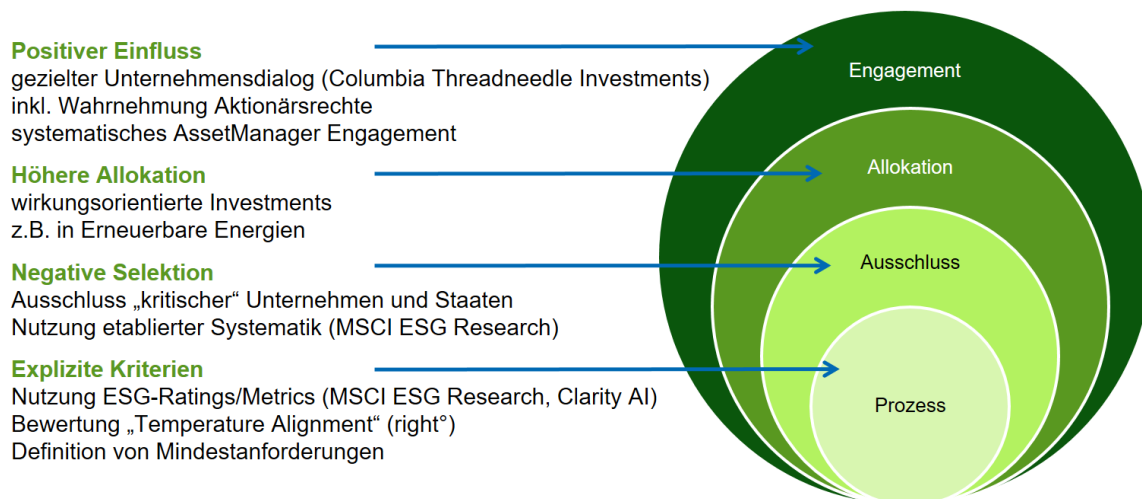 Positiver Einfluss
gezielter Unternehmensdialog (Columbia Threadneedle Investments)
inkl. Wahrnehmung Aktionärsrechte
systematisches AssetManager Engagement
Höhere Allokation
wirkungsorientierte Investments
z.B. in Erneuerbare Energien
Negative Selektion
Ausschluss „kritischer“ Unternehmen und Staaten
Nutzung etablierter Systematik (MSCI ESG Research)
Explizite Kriterien
Nutzung ESG-Ratings/Metrics (MSCI ESG Research, Clarity AI)
Bewertung „Temperature Alignment“ (right°)
Definition von Mindestanforderungen
Engagement
Allokation
Ausschluss
Prozess